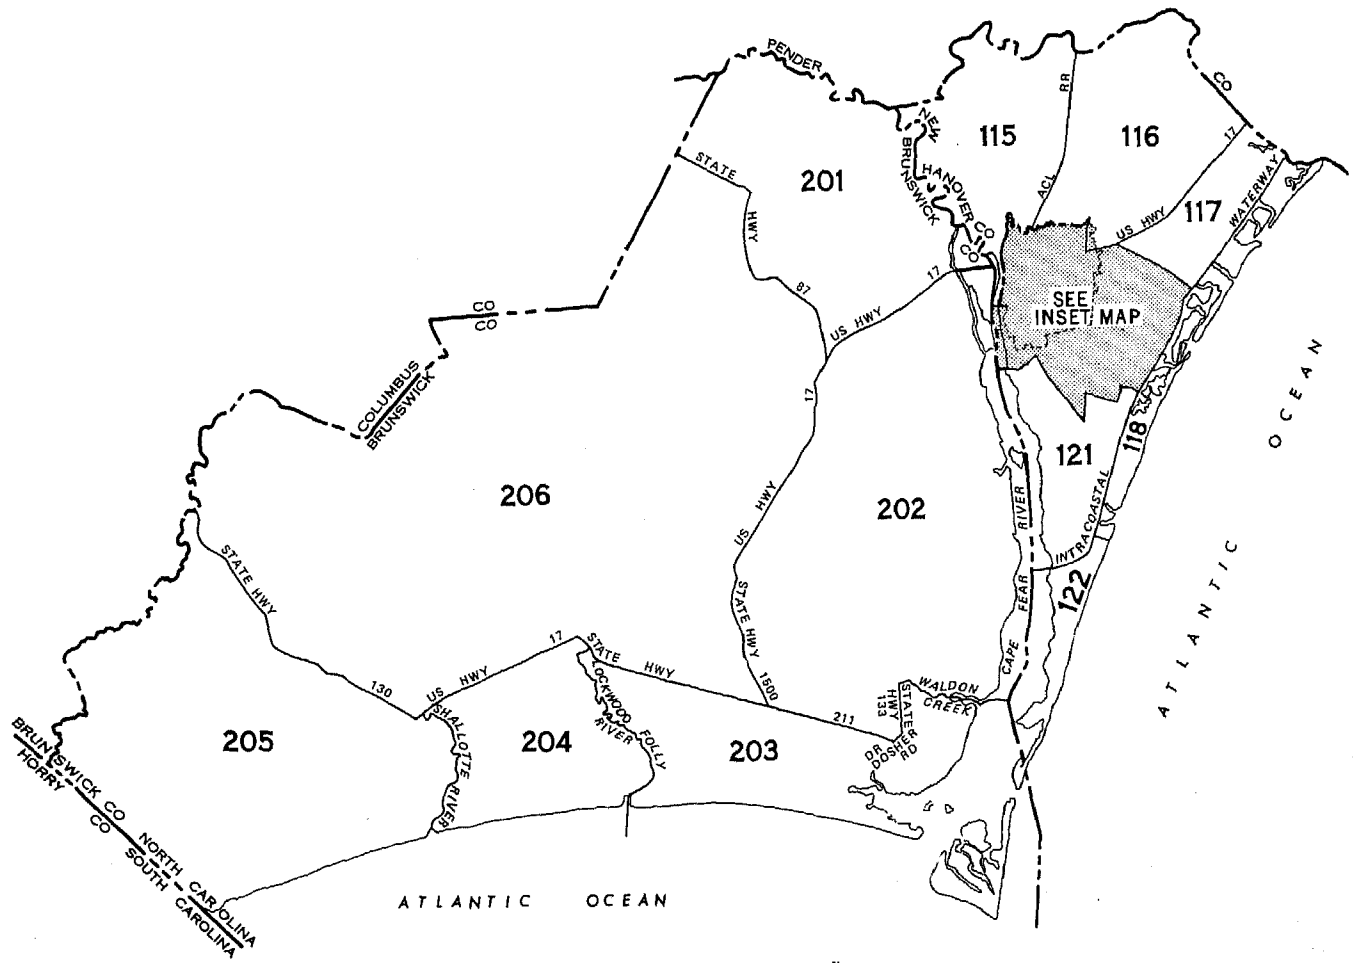 PENDER
CO
NEW
HANOVER CO
BRUNSWICK CO
115
116
RR
ACL
17
US HWY
117
WATERWAY
201
STATE
HWY
87
17
US HWY
SEE
INSET MAP
CO
CO
COLUMBUS
BRUNSWICK
17
US HWY
206
202
121
118
INTRACOASTAL
122
CAPE FEAR RIVER
ATLANTIC OCEAN
STATE HWY
130
US HWY
17
STATE HWY
STATE HWY
1500
211
WALDON
CREEK
STATE
HWY
133
DR
DOSHER
RD
LOCKWOOD FOLLY
RIVER
SHALLOTTE RIVER
205
204
203
BRUNSWICK CO
HORRY CO
NORTH CAROLINA
SOUTH CAROLINA
ATLANTIC OCEAN